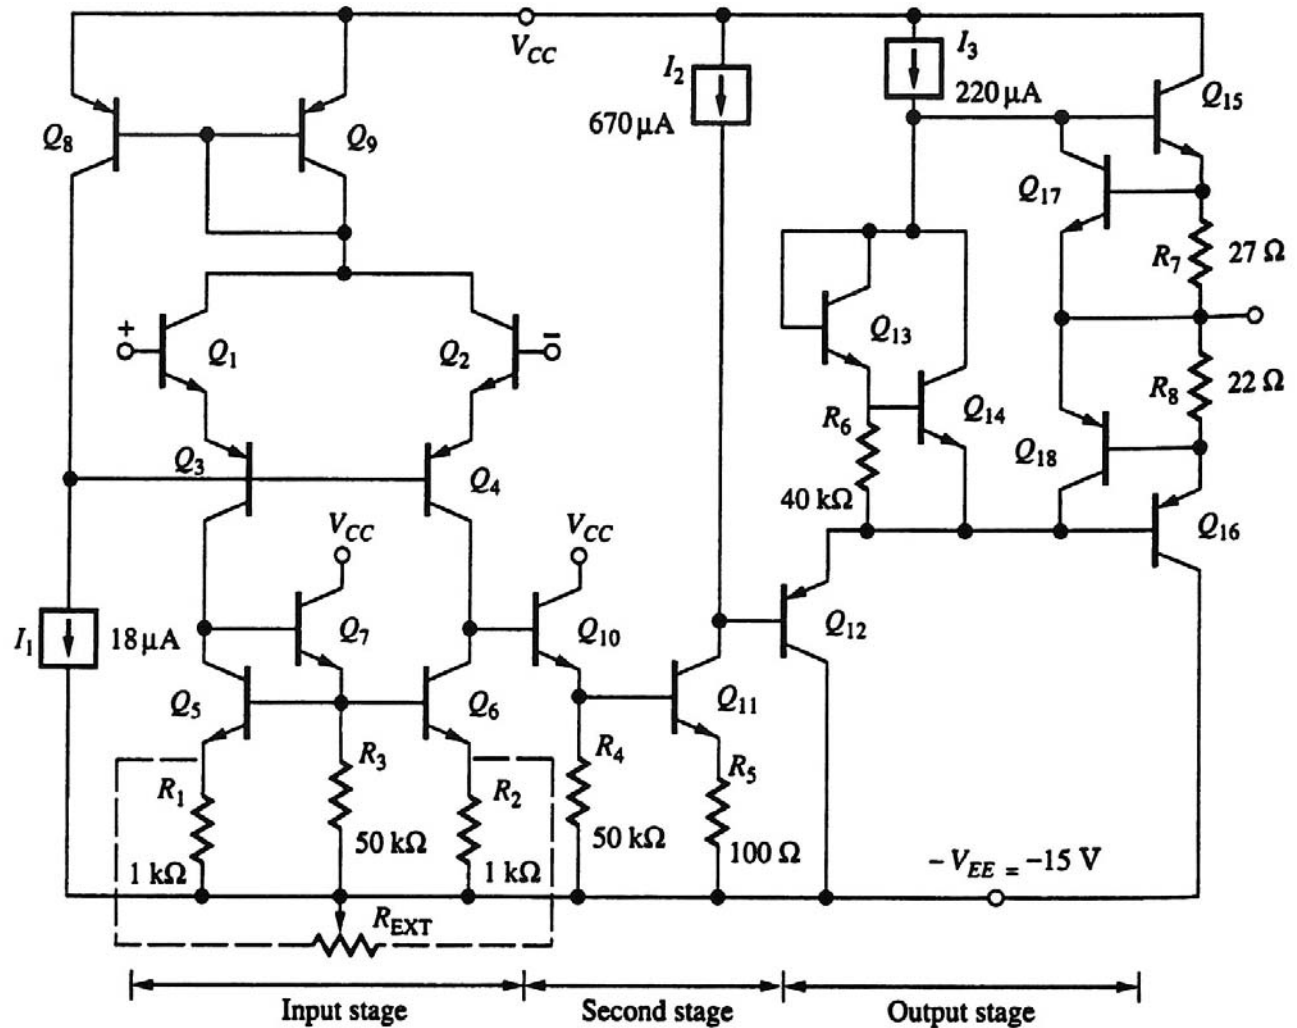 V_CC
I_2
670 μA
I_3
220 μA
Q_15
Q_8
Q_9
Q_17
R_7
27 Ω
+
Q_1
Q_2
−
Q_13
Q_14
R_6
40 kΩ
R_8
22 Ω
Q_18
Q_16
Q_3
Q_4
V_CC
V_CC
I_1
18 μA
Q_7
Q_10
Q_12
Q_5
Q_6
Q_11
R_1
1 kΩ
R_3
50 kΩ
R_2
1 kΩ
R_4
50 kΩ
R_5
100 Ω
−V_EE = −15 V
R_EXT
Input stage
Second stage
Output stage